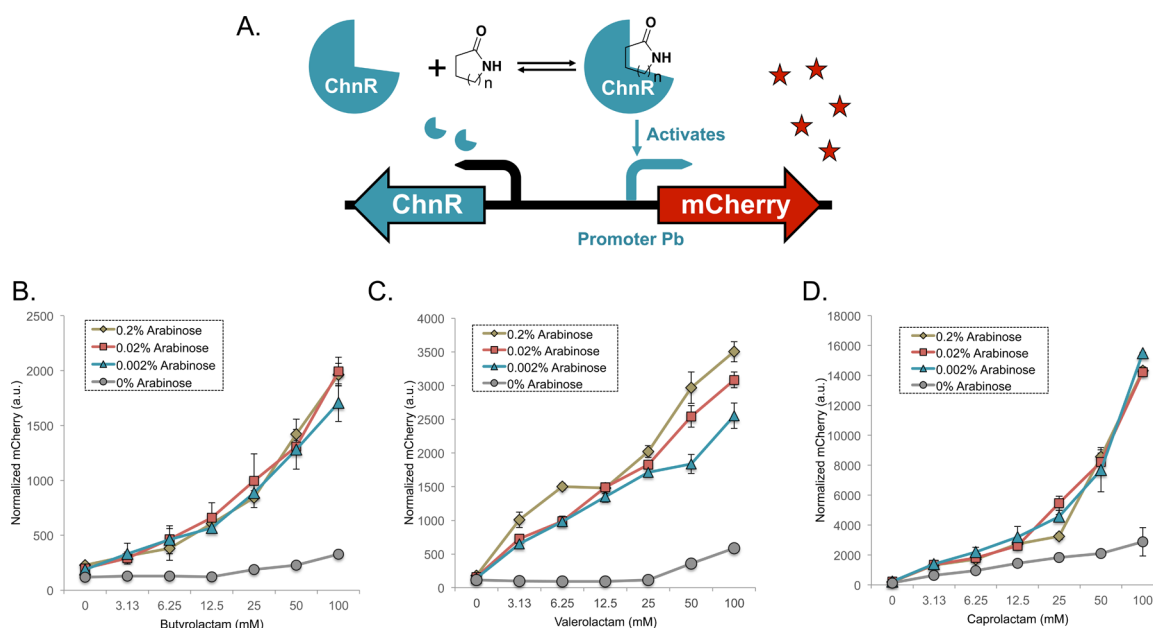 A.
O
NH
n
ChnR
+
O
NH
n
ChnR
Activates
ChnR
mCherry
Promoter Pb
B.
2500
2000
1500
1000
500
0
Normalized mCherry (a.u.)
0.2% Arabinose
0.02% Arabinose
0.002% Arabinose
0% Arabinose
0 3.13 6.25 12.5 25 50 100
Butyrolactam (mM)
C.
4000
3500
3000
2500
2000
1500
1000
500
0
Normalized mCherry (a.u.)
0.2% Arabinose
0.02% Arabinose
0.002% Arabinose
0% Arabinose
0 3.13 6.25 12.5 25 50 100
Valerolactam (mM)
D.
18000
16000
14000
12000
10000
8000
6000
4000
2000
0
Normalized mCherry (a.u.)
0.2% Arabinose
0.02% Arabinose
0.002% Arabinose
0% Arabinose
0 3.13 6.25 12.5 25 50 100
Caprolactam (mM)